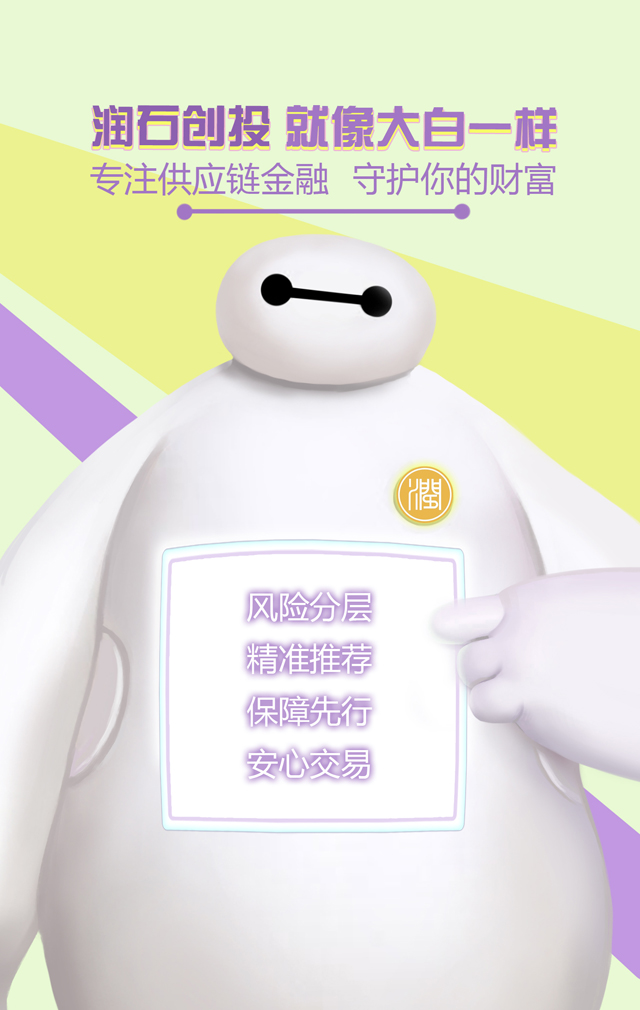 润石创投 就像大白一样
专注供应链金融 守护你的财富
潤
风险分层
精准推荐
保障先行
安心交易